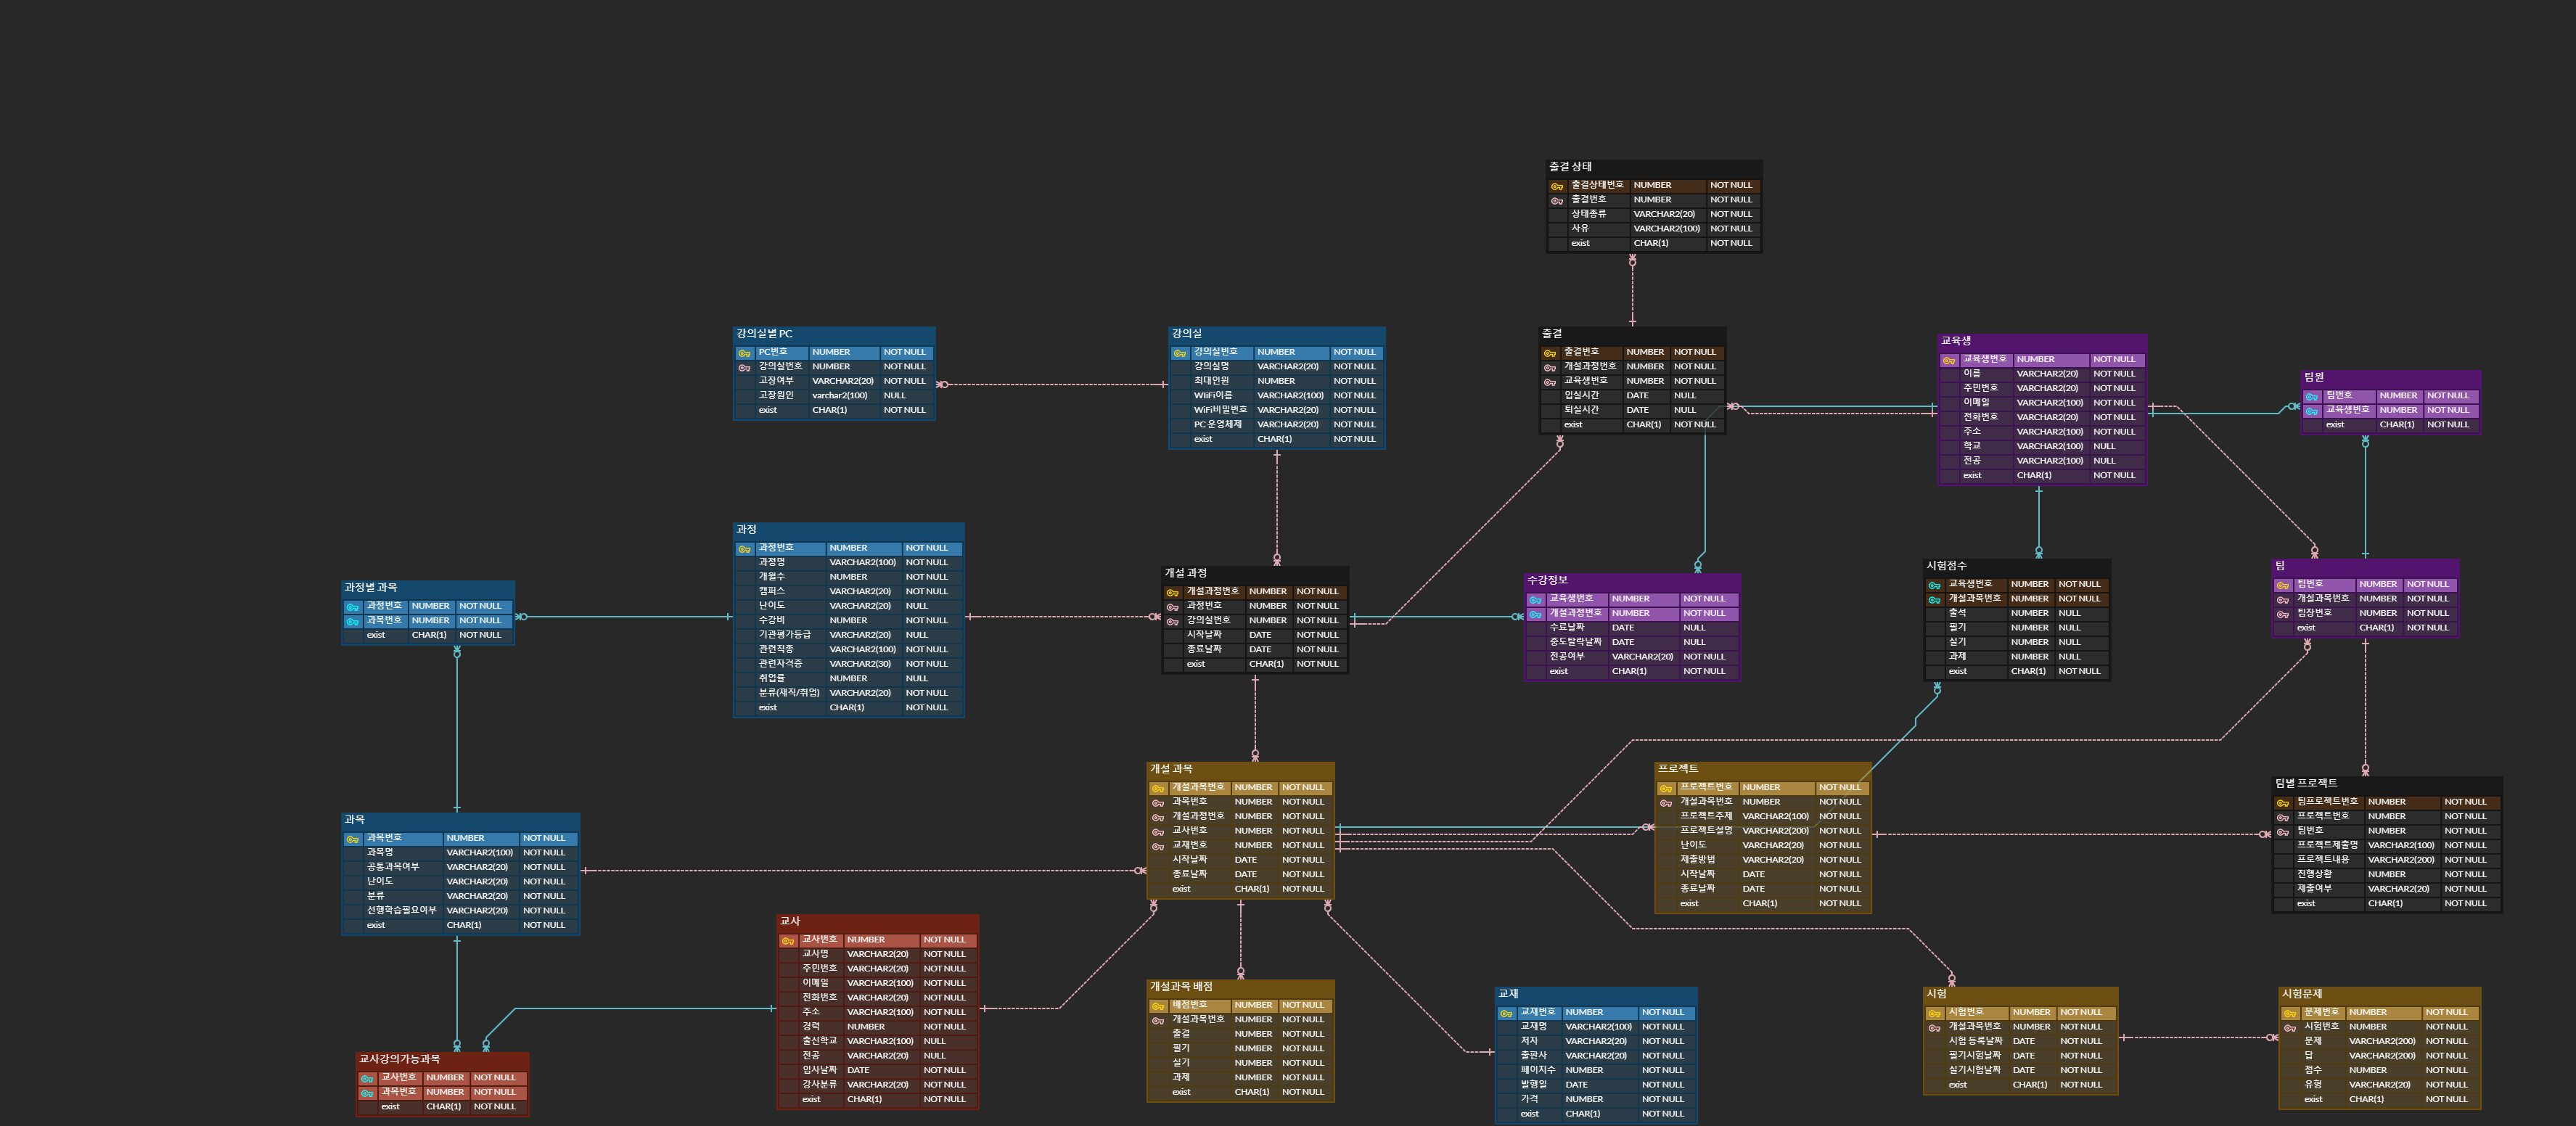 출결 상태
출결상태번호 NUMBER NOT NULL
출결번호 NUMBER NOT NULL
상태종류 VARCHAR2(20) NOT NULL
사유 VARCHAR2(100) NOT NULL
exist CHAR(1) NOT NULL
강의실별 PC
PC번호 NUMBER NOT NULL
강의실번호 NUMBER NOT NULL
고장여부 VARCHAR2(20) NOT NULL
고장원인 varchar2(100) NULL
exist CHAR(1) NOT NULL
강의실
강의실번호 NUMBER NOT NULL
강의실명 VARCHAR2(20) NOT NULL
최대인원 NUMBER NOT NULL
WiFi이름 VARCHAR2(100) NOT NULL
WiFi비밀번호 VARCHAR2(20) NOT NULL
PC 운영체제 VARCHAR2(20) NOT NULL
exist CHAR(1) NOT NULL
출결
출결번호 NUMBER NOT NULL
개설과정번호 NUMBER NOT NULL
교육생번호 NUMBER NOT NULL
입실시간 DATE NULL
퇴실시간 DATE NULL
exist CHAR(1) NOT NULL
교육생
교육생번호 NUMBER NOT NULL
이름 VARCHAR2(20) NOT NULL
주민번호 VARCHAR2(20) NOT NULL
이메일 VARCHAR2(100) NOT NULL
전화번호 VARCHAR2(20) NOT NULL
주소 VARCHAR2(100) NOT NULL
학교 VARCHAR2(100) NULL
전공 VARCHAR2(100) NULL
exist CHAR(1) NOT NULL
팀원
팀번호 NUMBER NOT NULL
교육생번호 NUMBER NOT NULL
exist CHAR(1) NOT NULL
과정별 과목
과정번호 NUMBER NOT NULL
과목번호 NUMBER NOT NULL
exist CHAR(1) NOT NULL
과정
과정번호 NUMBER NOT NULL
과정명 VARCHAR2(100) NOT NULL
개월수 NUMBER NOT NULL
캠퍼스 VARCHAR2(20) NOT NULL
난이도 VARCHAR2(20) NULL
수강비 NUMBER NOT NULL
기관평가등급 VARCHAR2(20) NULL
관련직종 VARCHAR2(100) NOT NULL
관련자격증 VARCHAR2(30) NOT NULL
취업률 NUMBER NULL
분류(재직/취업) VARCHAR2(20) NOT NULL
exist CHAR(1) NOT NULL
개설 과정
개설과정번호 NUMBER NOT NULL
과정번호 NUMBER NOT NULL
강의실번호 NUMBER NOT NULL
시작날짜 DATE NOT NULL
종료날짜 DATE NOT NULL
exist CHAR(1) NOT NULL
수강정보
교육생번호 NUMBER NOT NULL
개설과정번호 NUMBER NOT NULL
수료날짜 DATE NULL
중도탈락날짜 DATE NULL
전공여부 VARCHAR2(20) NOT NULL
exist CHAR(1) NOT NULL
시험점수
교육생번호 NUMBER NOT NULL
개설과목번호 NUMBER NOT NULL
출석 NUMBER NULL
필기 NUMBER NULL
실기 NUMBER NULL
과제 NUMBER NULL
exist CHAR(1) NOT NULL
팀
팀번호 NUMBER NOT NULL
개설과목번호 NUMBER NOT NULL
팀장번호 NUMBER NOT NULL
exist CHAR(1) NOT NULL
과목
과목번호 NUMBER NOT NULL
과목명 VARCHAR2(100) NOT NULL
공통과목여부 VARCHAR2(20) NOT NULL
난이도 VARCHAR2(20) NOT NULL
분류 VARCHAR2(20) NOT NULL
선행학습필요여부 VARCHAR2(20) NOT NULL
exist CHAR(1) NOT NULL
개설 과목
개설과목번호 NUMBER NOT NULL
과목번호 NUMBER NOT NULL
개설과정번호 NUMBER NOT NULL
교사번호 NUMBER NOT NULL
교재번호 NUMBER NOT NULL
시작날짜 DATE NOT NULL
종료날짜 DATE NOT NULL
exist CHAR(1) NOT NULL
프로젝트
프로젝트번호 NUMBER NOT NULL
개설과목번호 NUMBER NOT NULL
프로젝트주제 VARCHAR2(100) NOT NULL
프로젝트설명 VARCHAR2(200) NOT NULL
난이도 VARCHAR2(20) NOT NULL
제출방법 VARCHAR2(20) NOT NULL
시작날짜 DATE NOT NULL
종료날짜 DATE NOT NULL
exist CHAR(1) NOT NULL
팀별 프로젝트
팀프로젝트번호 NUMBER NOT NULL
프로젝트번호 NUMBER NOT NULL
팀번호 NUMBER NOT NULL
프로젝트제출명 VARCHAR2(100) NOT NULL
프로젝트내용 VARCHAR2(200) NOT NULL
진행상황 NUMBER NOT NULL
제출여부 VARCHAR2(20) NOT NULL
exist CHAR(1) NOT NULL
교사
교사번호 NUMBER NOT NULL
교사명 VARCHAR2(20) NOT NULL
주민번호 VARCHAR2(20) NOT NULL
이메일 VARCHAR2(100) NOT NULL
전화번호 VARCHAR2(20) NOT NULL
주소 VARCHAR2(100) NOT NULL
경력 NUMBER NOT NULL
출신학교 VARCHAR2(100) NULL
전공 VARCHAR2(20) NULL
입사날짜 DATE NOT NULL
강사분류 VARCHAR2(20) NOT NULL
exist CHAR(1) NOT NULL
교사강의가능과목
교사번호 NUMBER NOT NULL
과목번호 NUMBER NOT NULL
exist CHAR(1) NOT NULL
개설과목 배점
배점번호 NUMBER NOT NULL
개설과목번호 NUMBER NOT NULL
출결 NUMBER NOT NULL
필기 NUMBER NOT NULL
실기 NUMBER NOT NULL
과제 NUMBER NOT NULL
exist CHAR(1) NOT NULL
교재
교재번호 NUMBER NOT NULL
교재명 VARCHAR2(100) NOT NULL
저자 VARCHAR2(20) NOT NULL
출판사 VARCHAR2(20) NOT NULL
페이지수 NUMBER NOT NULL
발행일 DATE NOT NULL
가격 NUMBER NOT NULL
exist CHAR(1) NOT NULL
시험
시험번호 NUMBER NOT NULL
개설과목번호 NUMBER NOT NULL
시험 등록날짜 DATE NOT NULL
필기시험날짜 DATE NOT NULL
실기시험날짜 DATE NOT NULL
exist CHAR(1) NOT NULL
시험문제
문제번호 NUMBER NOT NULL
시험번호 NUMBER NOT NULL
문제 VARCHAR2(200) NOT NULL
답 VARCHAR2(200) NOT NULL
점수 NUMBER NOT NULL
유형 VARCHAR2(20) NOT NULL
exist CHAR(1) NOT NULL